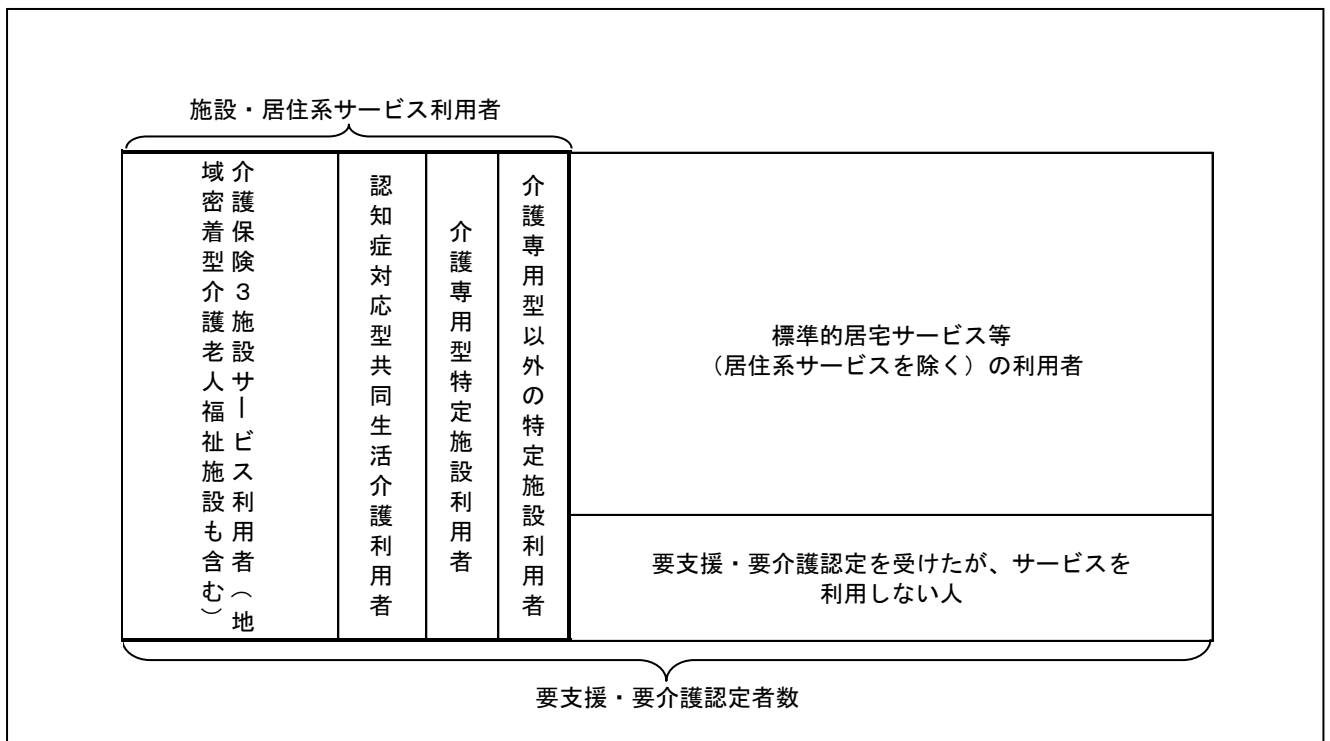 施設・居住系サービス利用者
介護保険3施設サービス利用者（地
域密着型介護老人福祉施設も含む）
認知症対応型共同生活介護利用者
介護専用型特定施設利用者
介護専用型以外の特定施設利用者
標準的居宅サービス等
（居住系サービスを除く）の利用者
要支援・要介護認定を受けたが、サービスを
利用しない人
要支援・要介護認定者数